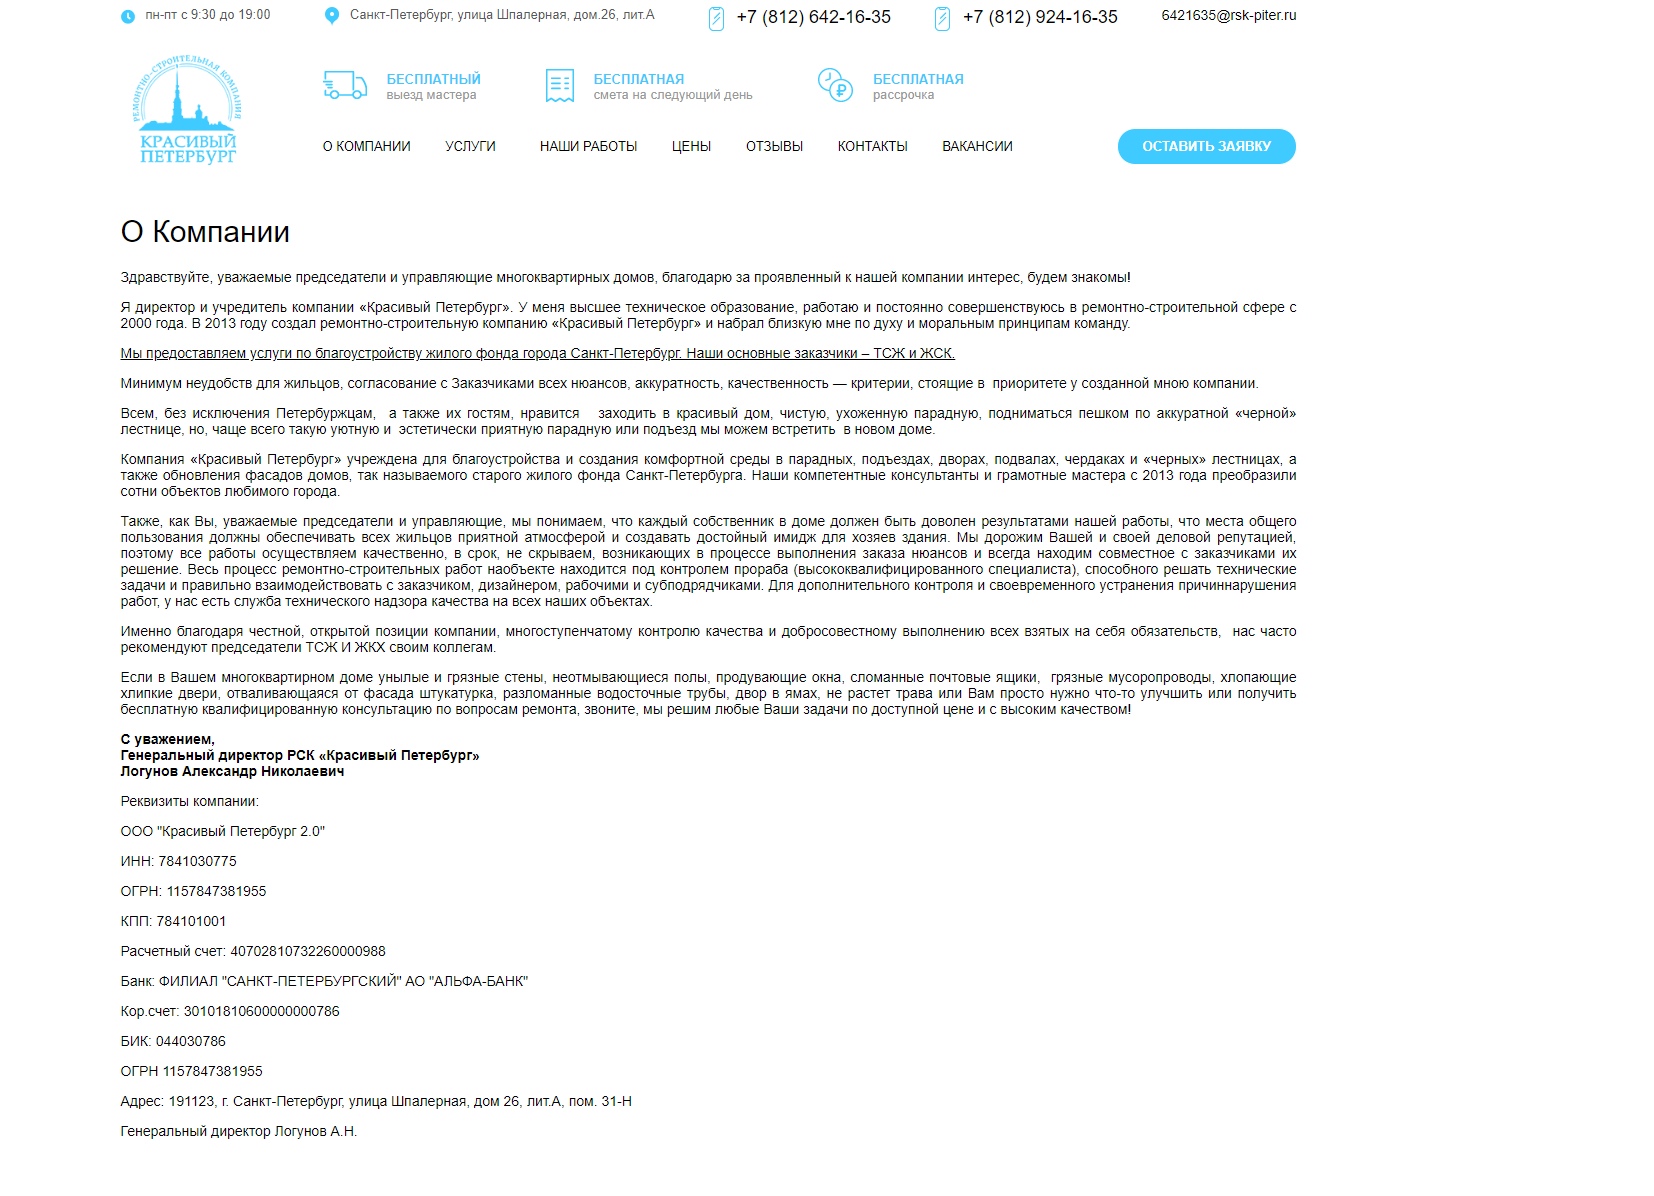 пн-пт с 9:30 до 19:00
Санкт-Петербург, улица Шпалерная, дом.26, лит.А
+7 (812) 642-16-35
+7 (812) 924-16-35
6421635@rsk-piter.ru
РЕМОНТНО-СТРОИТЕЛЬНАЯ КОМПАНИЯ
КРАСИВЫЙ
ПЕТЕРБУРГ
БЕСПЛАТНЫЙ
выезд мастера
БЕСПЛАТНАЯ
смета на следующий день
БЕСПЛАТНАЯ
рассрочка
О КОМПАНИИ УСЛУГИ НАШИ РАБОТЫ ЦЕНЫ ОТЗЫВЫ КОНТАКТЫ ВАКАНСИИ
ОСТАВИТЬ ЗАЯВКУ
О Компании
Здравствуйте, уважаемые председатели и управляющие многоквартирных домов, благодарю за проявленный к нашей компании интерес, будем знакомы!
Я директор и учредитель компании «Красивый Петербург». У меня высшее техническое образование, работаю и постоянно совершенствуюсь в ремонтно-строительной сфере с
2000 года. В 2013 году создал ремонтно-строительную компанию «Красивый Петербург» и набрал близкую мне по духу и моральным принципам команду.
Мы предоставляем услуги по благоустройству жилого фонда города Санкт-Петербург. Наши основные заказчики – ТСЖ и ЖСК.
Минимум неудобств для жильцов, согласование с Заказчиками всех нюансов, аккуратность, качественность — критерии, стоящие в приоритете у созданной мною компании.
Всем, без исключения Петербуржцам, а также их гостям, нравится заходить в красивый дом, чистую, ухоженную парадную, подниматься пешком по аккуратной «черной»
лестнице, но, чаще всего такую уютную и эстетически приятную парадную или подъезд мы можем встретить в новом доме.
Компания «Красивый Петербург» учреждена для благоустройства и создания комфортной среды в парадных, подъездах, дворах, подвалах, чердаках и «черных» лестницах, а
также обновления фасадов домов, так называемого старого жилого фонда Санкт-Петербурга. Наши компетентные консультанты и грамотные мастера с 2013 года преобразили
сотни объектов любимого города.
Также, как Вы, уважаемые председатели и управляющие, мы понимаем, что каждый собственник в доме должен быть доволен результатами нашей работы, что места общего
пользования должны обеспечивать всех жильцов приятной атмосферой и создавать достойный имидж для хозяев здания. Мы дорожим Вашей и своей деловой репутацией,
поэтому все работы осуществляем качественно, в срок, не скрываем, возникающих в процессе выполнения заказа нюансов и всегда находим совместное с заказчиками их
решение. Весь процесс ремонтно-строительных работ наобъекте находится под контролем прораба (высококвалифицированного специалиста), способного решать технические
задачи и правильно взаимодействовать с заказчиком, дизайнером, рабочими и субподрядчиками. Для дополнительного контроля и своевременного устранения причиннарушения
работ, у нас есть служба технического надзора качества на всех наших объектах.
Именно благодаря честной, открытой позиции компании, многоступенчатому контролю качества и добросовестному выполнению всех взятых на себя обязательств, нас часто
рекомендуют председатели ТСЖ И ЖКХ своим коллегам.
Если в Вашем многоквартирном доме унылые и грязные стены, неотмывающиеся полы, продувающие окна, сломанные почтовые ящики, грязные мусоропроводы, хлопающие
хлипкие двери, отваливающаяся от фасада штукатурка, разломанные водосточные трубы, двор в ямах, не растет трава или Вам просто нужно что-то улучшить или получить
бесплатную квалифицированную консультацию по вопросам ремонта, звоните, мы решим любые Ваши задачи по доступной цене и с высоким качеством!
С уважением,
Генеральный директор РСК «Красивый Петербург»
Логунов Александр Николаевич
Реквизиты компании:
ООО "Красивый Петербург 2.0"
ИНН: 7841030775
ОГРН: 1157847381955
КПП: 784101001
Расчетный счет: 40702810732260000988
Банк: ФИЛИАЛ "САНКТ-ПЕТЕРБУРГСКИЙ" АО "АЛЬФА-БАНК"
Кор.счет: 30101810600000000786
БИК: 044030786
ОГРН 1157847381955
Адрес: 191123, г. Санкт-Петербург, улица Шпалерная, дом 26, лит.А, пом. 31-Н
Генеральный директор Логунов А.Н.